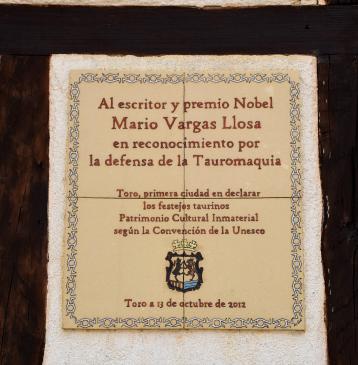 Al escritor y premio Nobel
Mario Vargas Llosa
en reconocimiento por
la defensa de la Tauromaquia
Toro, primera ciudad en declarar
los festejos taurinos
Patrimonio Cultural Inmaterial
según la Convención de la Unesco
Toro a 13 de octubre de 2012